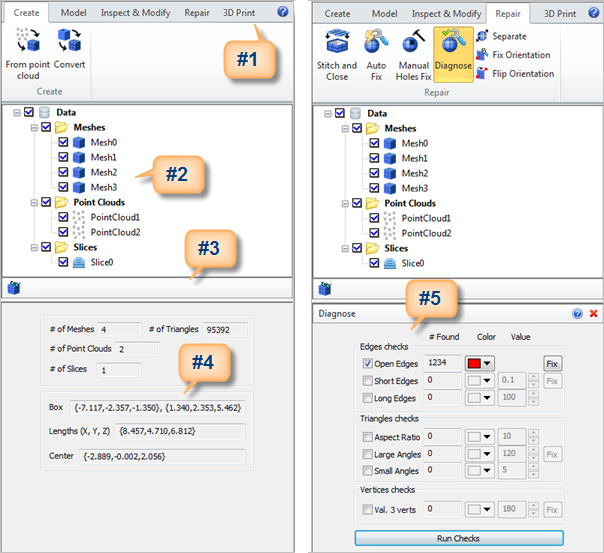 Create Model Inspect & Modify Repair 3D Print
From point cloud
Convert
Create
#1
Data
Meshes
Mesh0
Mesh1
#2
Mesh2
Mesh3
Point Clouds
PointCloud1
PointCloud2
Slices
#3
Slice0
# of Meshes 4 # of Triangles 95392
# of Point Clouds 2
# of Slices 1
#4
Box {-7.117,-2.357,-1.350}, {1.340,2.353,5.462}
Lengths (X, Y, Z) {8.457,4.710,6.812}
Center {-2.889,-0.002,2.056}
Create Model Inspect & Modify Repair 3D Print
Stitch and Close
Auto Fix
Manual Holes Fix
Diagnose
Separate
Fix Orientation
Flip Orientation
Repair
Data
Meshes
Mesh0
Mesh1
Mesh2
Mesh3
Point Clouds
PointCloud1
PointCloud2
Slices
Slice0
#5
Diagnose
# Found Color Value
Edges checks
Open Edges 1234 Fix
Short Edges 0 0.1 Fix
Long Edges 0 100
Triangles checks
Aspect Ratio 0 10
Large Angles 0 120 Fix
Small Angles 0 5
Vertices checks
Val. 3 verts 0 180 Fix
Run Checks